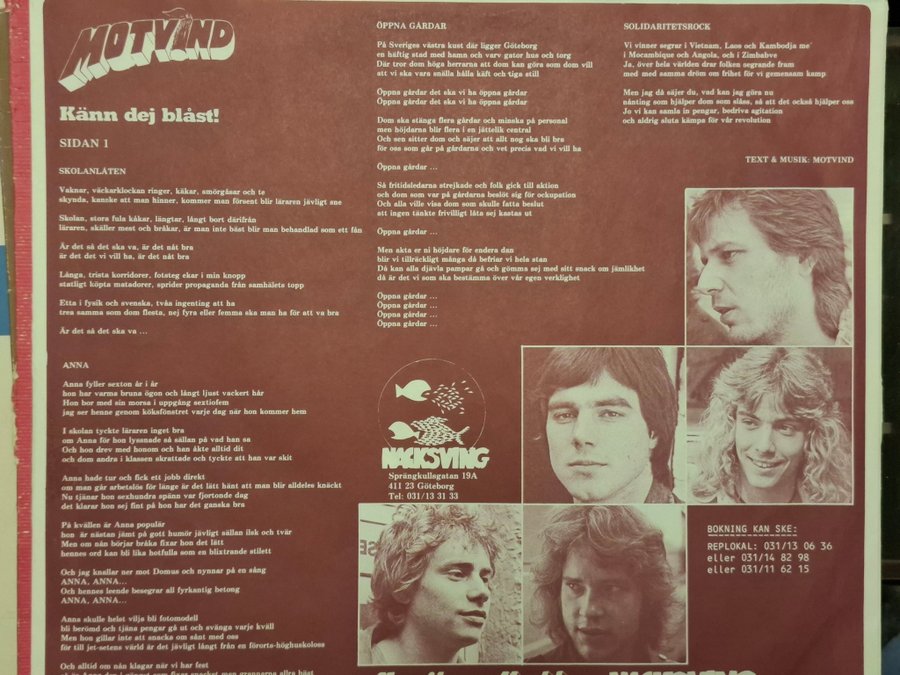 MOTVIND
Känn dej blåst!
SIDAN 1
SKOLANLÅTEN
Vaknar, väckarklockan ringer, käkar, smörgåsar och te
skynda, kanske att man hinner, kommer man försent blir läraren jävligt sne
Skolan, stora fula kåkar, längtar, långt bort därifrån
läraren, skäller mest och bråkar, är man inte bäst blir man behandlad som ett fån
Är det så det ska va, är det nåt bra
är det det vi vill ha, är det nåt bra
Långa, trista korridorer, fotsteg ekar i min knopp
statligt köpta matadorer, sprider propaganda från samhälets topp
Etta i fysik och svenska, tvåa ingenting att ha
trea samma som dom flesta, nej fyra eller femma ska man ha för att va bra
Är det så det ska va ...
ANNA
Anna fyller sexton år i år
hon har varma bruna ögon och långt ljust vackert hår
Hon bor med sin morsa i uppgång sextiofem
jag ser henne genom köksfönstret varje dag när hon kommer hem
I skolan tyckte läraren inget bra
om Anna för hon lyssnade så sällan på vad han sa
Och hon drev med honom och han åkte alltid dit
och dom andra i klassen skrattade och tyckte att han var skit
Anna hade tur och fick ett jobb direkt
om man går arbetslös för länge är det lätt hänt att man blir alldeles knäckt
Nu tjänar hon sexhundra spänn var fjortonde dag
det klarar hon sej fint på hon har det ganska bra
På kvällen är Anna populär
hon är nästan jämt på gott humör jävligt sällan ilsk och tvär
Men om nån börjar bråka fixar hon det lätt
hennes ord kan bli lika hotfulla som en blixtrande stilett
Och jag knallar ner mot Domus och nynnar på en sång
ANNA, ANNA...
Och hennes leende besegrar all fyrkantig betong
ANNA, ANNA...
Anna skulle helst vilja bli fotomodell
bli berömd och tjäna pengar gå ut och svänga varje kväll
Men hon gillar inte att snacka om sånt med oss
för till jet-setens värld är det jävligt långt från en förorts-höghuskoloss
Och alltid om nån klagar när vi har fest
ÖPPNA GÅRDAR
På Sveriges västra kust där ligger Göteborg
en häftig stad med hamn och varv gator hus och torg
Där tror dom höga herrarna att dom kan göra som dom vill
att vi ska vara snälla hålla käft och tiga still
Öppna gårdar det ska vi ha öppna gårdar
Öppna gårdar det ska vi ha öppna gårdar
Dom ska stänga flera gårdar och minska på personal
men höjdarna blir flera i en jättelik central
Och sen sitter dom och säjer att allt nog ska bli bra
för oss som går på gårdarna och vet precis vad vi vill ha
Öppna gårdar ...
Så fritidsledarna strejkade och folk gick till aktion
och dom som var på gårdarna beslöt sig för ockupation
Och alla ville visa dom som skulle fatta beslut
att ingen tänkte frivilligt låta sej kastas ut
Öppna gårdar ...
Men akta er ni höjdare för endera dan
blir vi tillräckligt många då befriar vi hela stan
Då kan alla djävla pampar gå och gömma sej med sitt snack om jämlikhet
då är det vi som ska bestämma över vår egen verklighet
Öppna gårdar ...
Öppna gårdar ...
Öppna gårdar ...
Öppna gårdar ...
NACKSVING
Sprängkullsgatan 19A
411 23 Göteborg
Tel: 031/13 31 33
SOLIDARITETSROCK
Vi vinner segrar i Vietnam, Laos och Kambodja me´
i Mocambique och Angola, och i Zimbabve
Ja, över hela världen drar folken segrande fram
med med samma dröm om frihet för vi gemensam kamp
Men jag då säjer du, vad kan jag göra nu
nånting som hjälper dom som slåss, så att det också hjälper oss
Jo vi kan samla in pengar, bedriva agitation
och aldrig sluta kämpa för vår revolution
TEXT & MUSIK: MOTVIND
BOKNING KAN SKE:
REPLOKAL: 031/13 06 36
eller 031/14 82 98
eller 031/11 62 15
NACKSVING